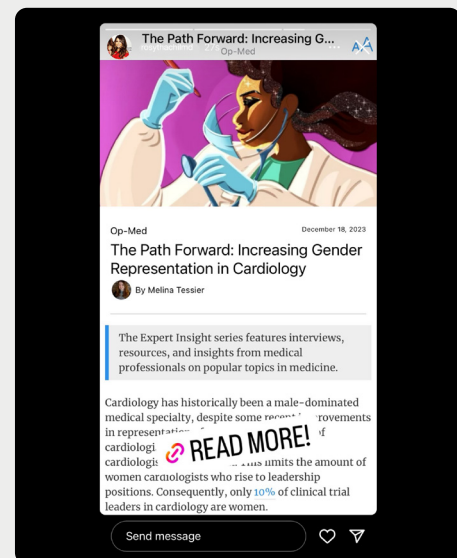 The Path Forward: Increasing G...
Op-Med
Op-Med
December 18, 2023
The Path Forward: Increasing Gender
Representation in Cardiology
By Melina Tessier
The Expert Insight series features interviews,
resources, and insights from medical
professionals on popular topics in medicine.
Cardiology has historically been a male-dominated
medical specialty, despite some recent improvements
in
of
READ MORE!
This limits the amount of
women cardiologists who rise to leadership
positions. Consequently, only 10% of clinical trial
leaders in cardiology are women.
Send message